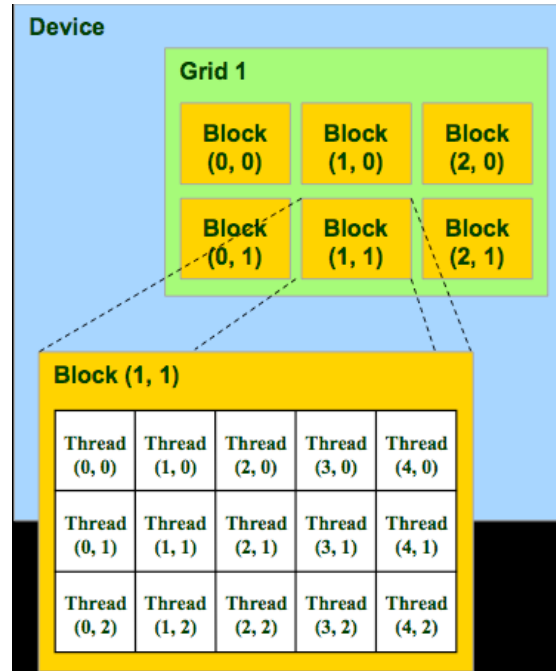 Device
Grid 1
Block Block Block
(0, 0) (1, 0) (2, 0)
Block Block Block
(0, 1) (1, 1) (2, 1)
Block (1, 1)
Thread Thread Thread Thread Thread
(0, 0) (1, 0) (2, 0) (3, 0) (4, 0)
Thread Thread Thread Thread Thread
(0, 1) (1, 1) (2, 1) (3, 1) (4, 1)
Thread Thread Thread Thread Thread
(0, 2) (1, 2) (2, 2) (3, 2) (4, 2)